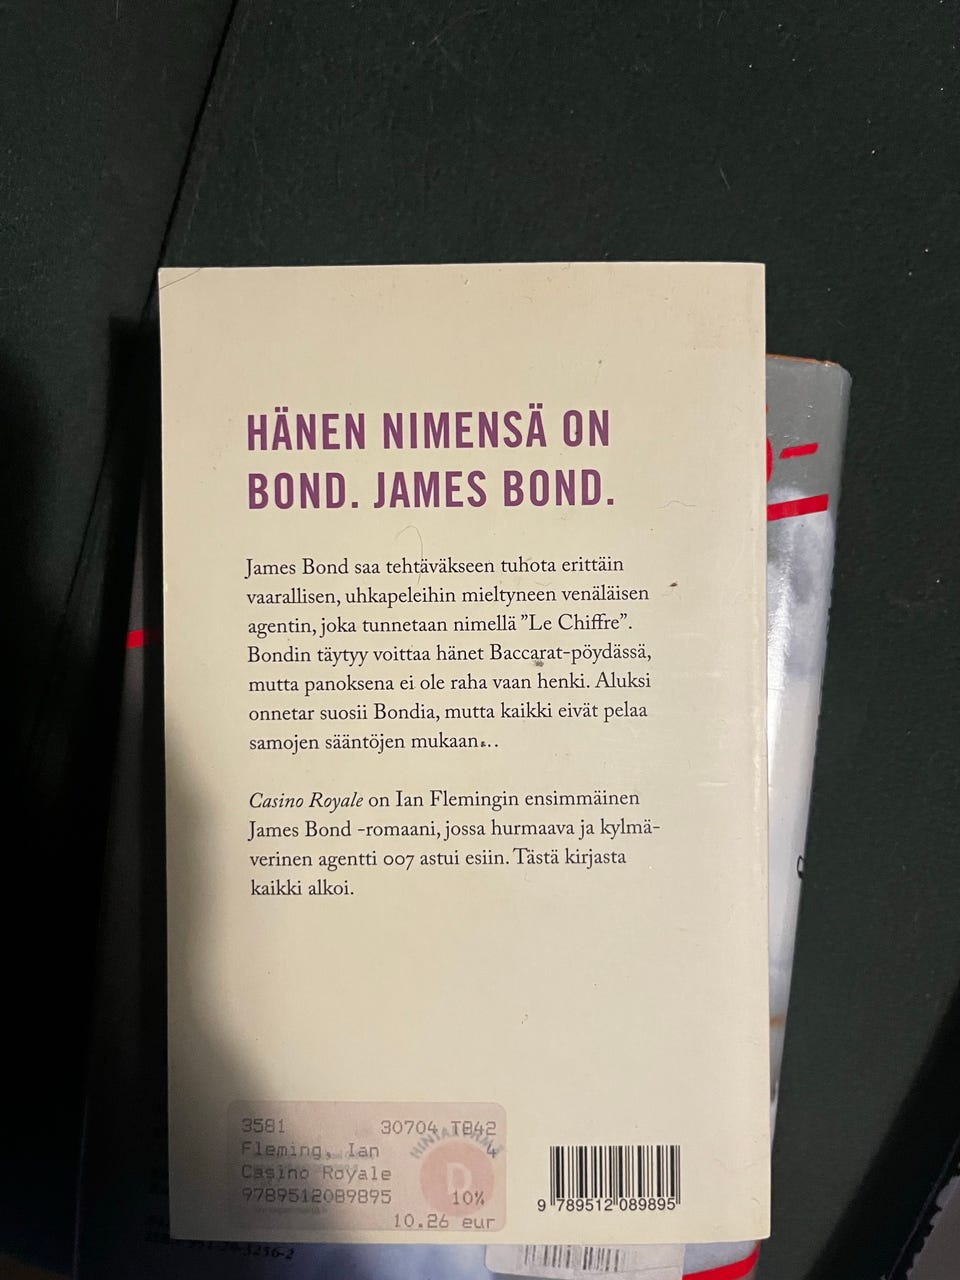 HÄNEN NIMENSÄ ON
BOND. JAMES BOND.
James Bond saa tehtäväkseen tuhota erittäin
vaarallisen, uhkapeleihin mieltyneen venäläisen
agentin, joka tunnetaan nimellä ”Le Chiffre”.
Bondin täytyy voittaa hänet Baccarat-pöydässä,
mutta panoksena ei ole raha vaan henki. Aluksi
onnetar suosii Bondia, mutta kaikki eivät pelaa
samojen sääntöjen mukaan...
Casino Royale on Ian Flemingin ensimmäinen
James Bond -romaani, jossa hurmaava ja kylmä-
verinen agentti 007 astui esiin. Tästä kirjasta
kaikki alkoi.
3581 30704 TB42
Fleming, Ian 4
Casino Royale
9789512089895 10%
10.26 eur
D
9 789512 089895